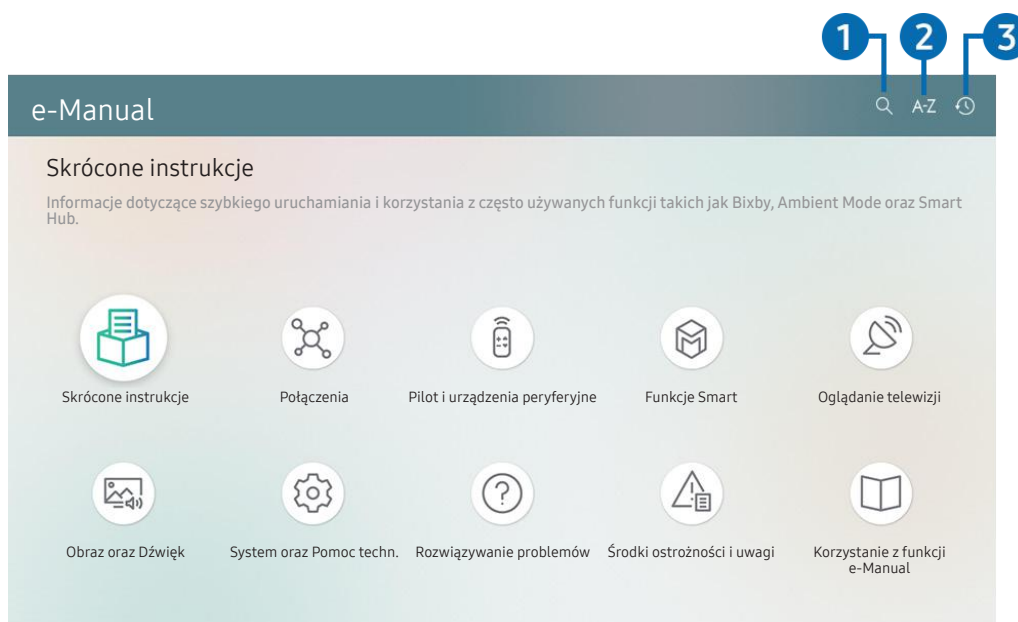 1 2 3
e-Manual
A-Z
Skrócone instrukcje
Informacje dotyczące szybkiego uruchamiania i korzystania z często używanych funkcji takich jak Bixby, Ambient Mode oraz Smart
Hub.
Skrócone instrukcje
Połączenia
Pilot i urządzenia peryferyjne
Funkcje Smart
Oglądanie telewizji
Obraz oraz Dźwięk
System oraz Pomoc techn.
Rozwiązywanie problemów
Środki ostrożności i uwagi
Korzystanie z funkcji
e-Manual